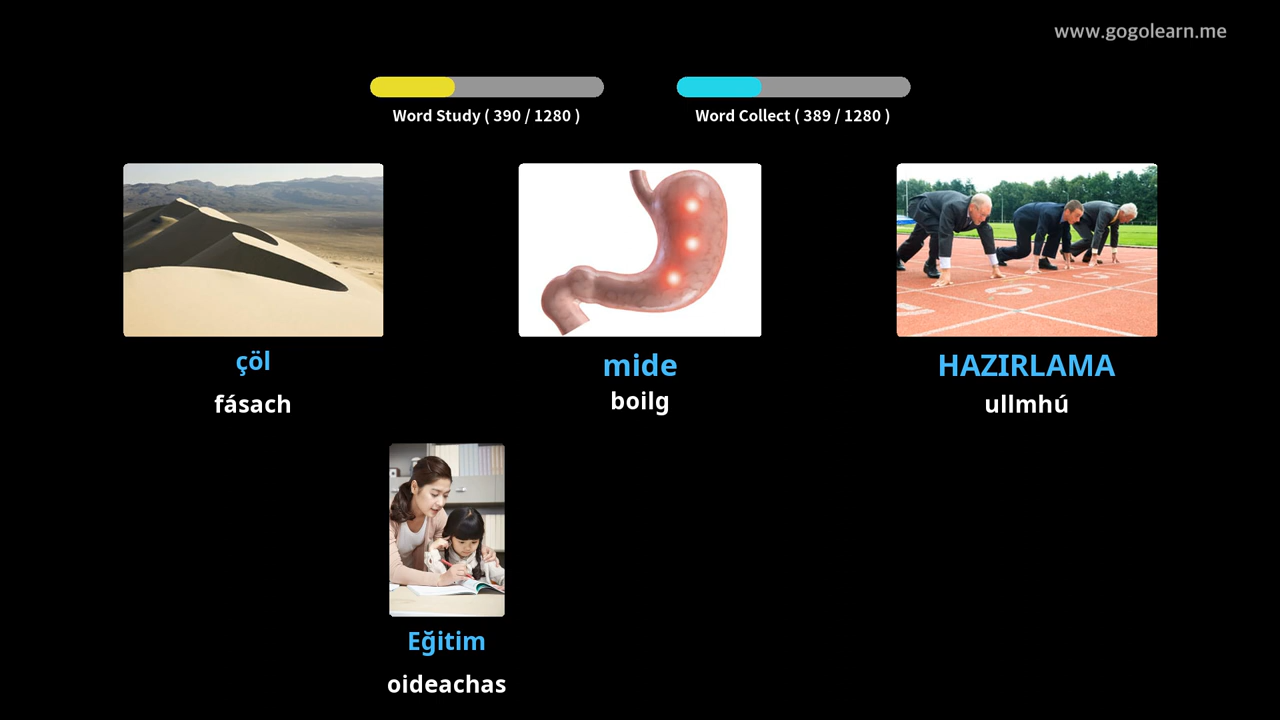 www.gogolearn.me
Word Study ( 390 / 1280 )
Word Collect ( 389 / 1280 )
çöl
mide
HAZIRLAMA
fásach
boilg
ullmhú
Eğitim
oideachas